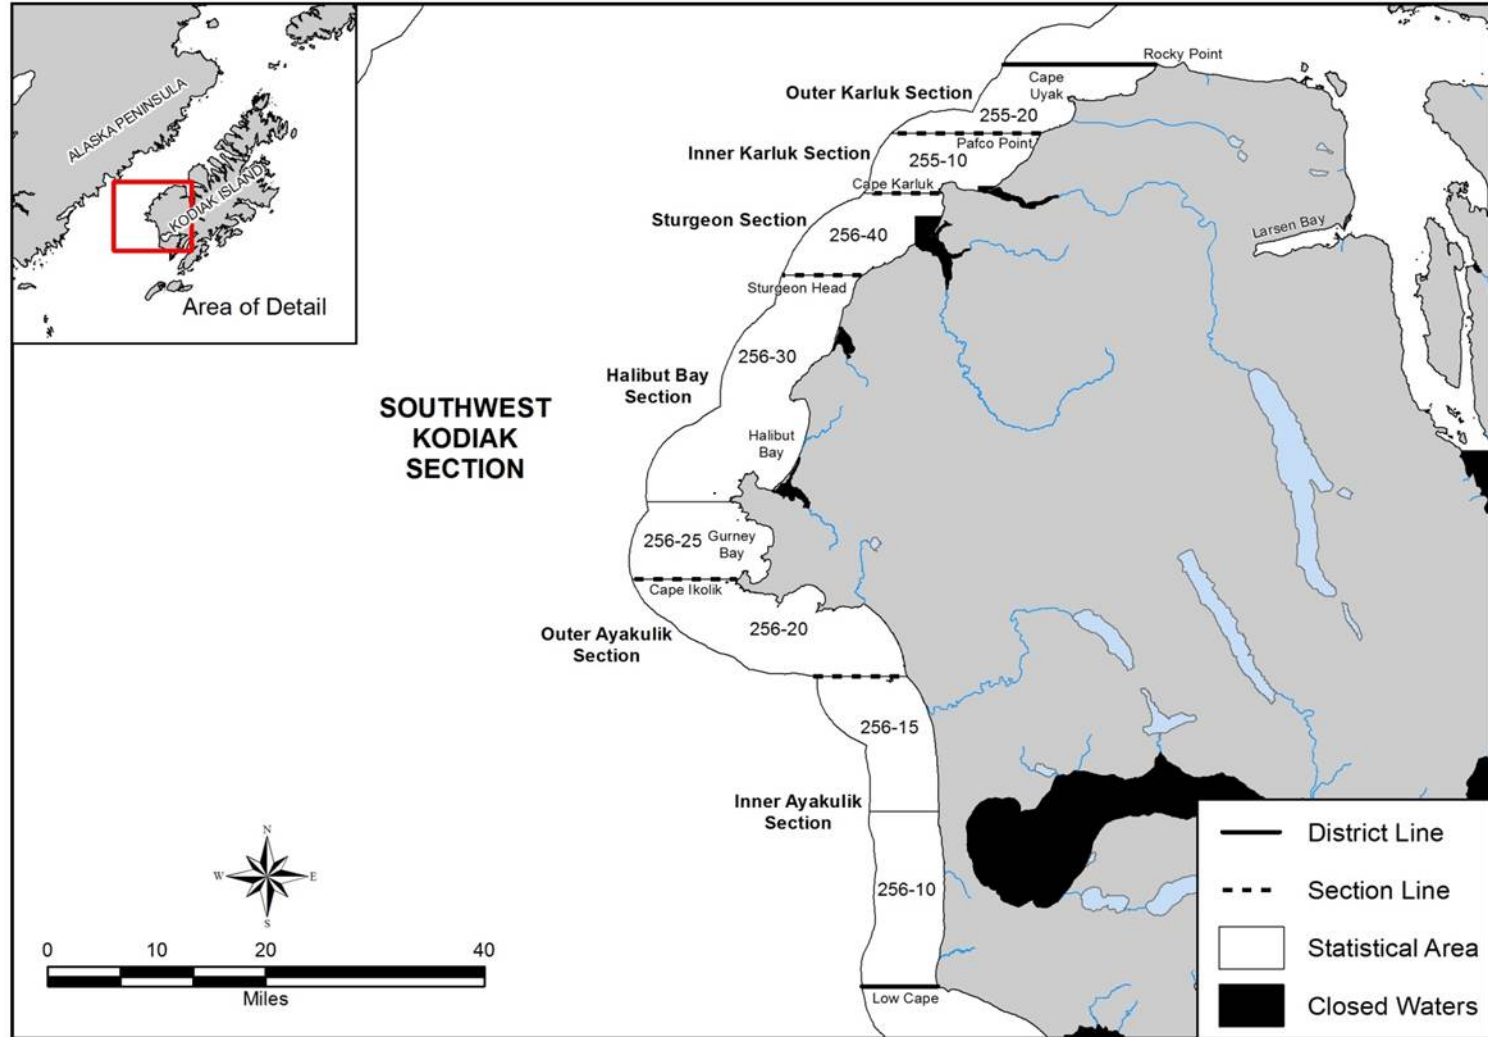 ALASKA PENINSULA
KODIAK ISLAND
Area of Detail
Rocky Point
Cape
Uyak
Outer Karluk Section
255-20
Pafco Point
Inner Karluk Section
255-10
Cape Karluk
Sturgeon Section
256-40
Larsen Bay
Sturgeon Head
256-30
Halibut Bay
Section
SOUTHWEST
KODIAK
SECTION
Halibut
Bay
256-25
Gurney
Bay
Cape Ikolik
256-20
Outer Ayakulik
Section
256-15
Inner Ayakulik
Section
256-10
Low Cape
N
W
E
S
0 10 20 40
Miles
District Line
Section Line
Statistical Area
Closed Waters